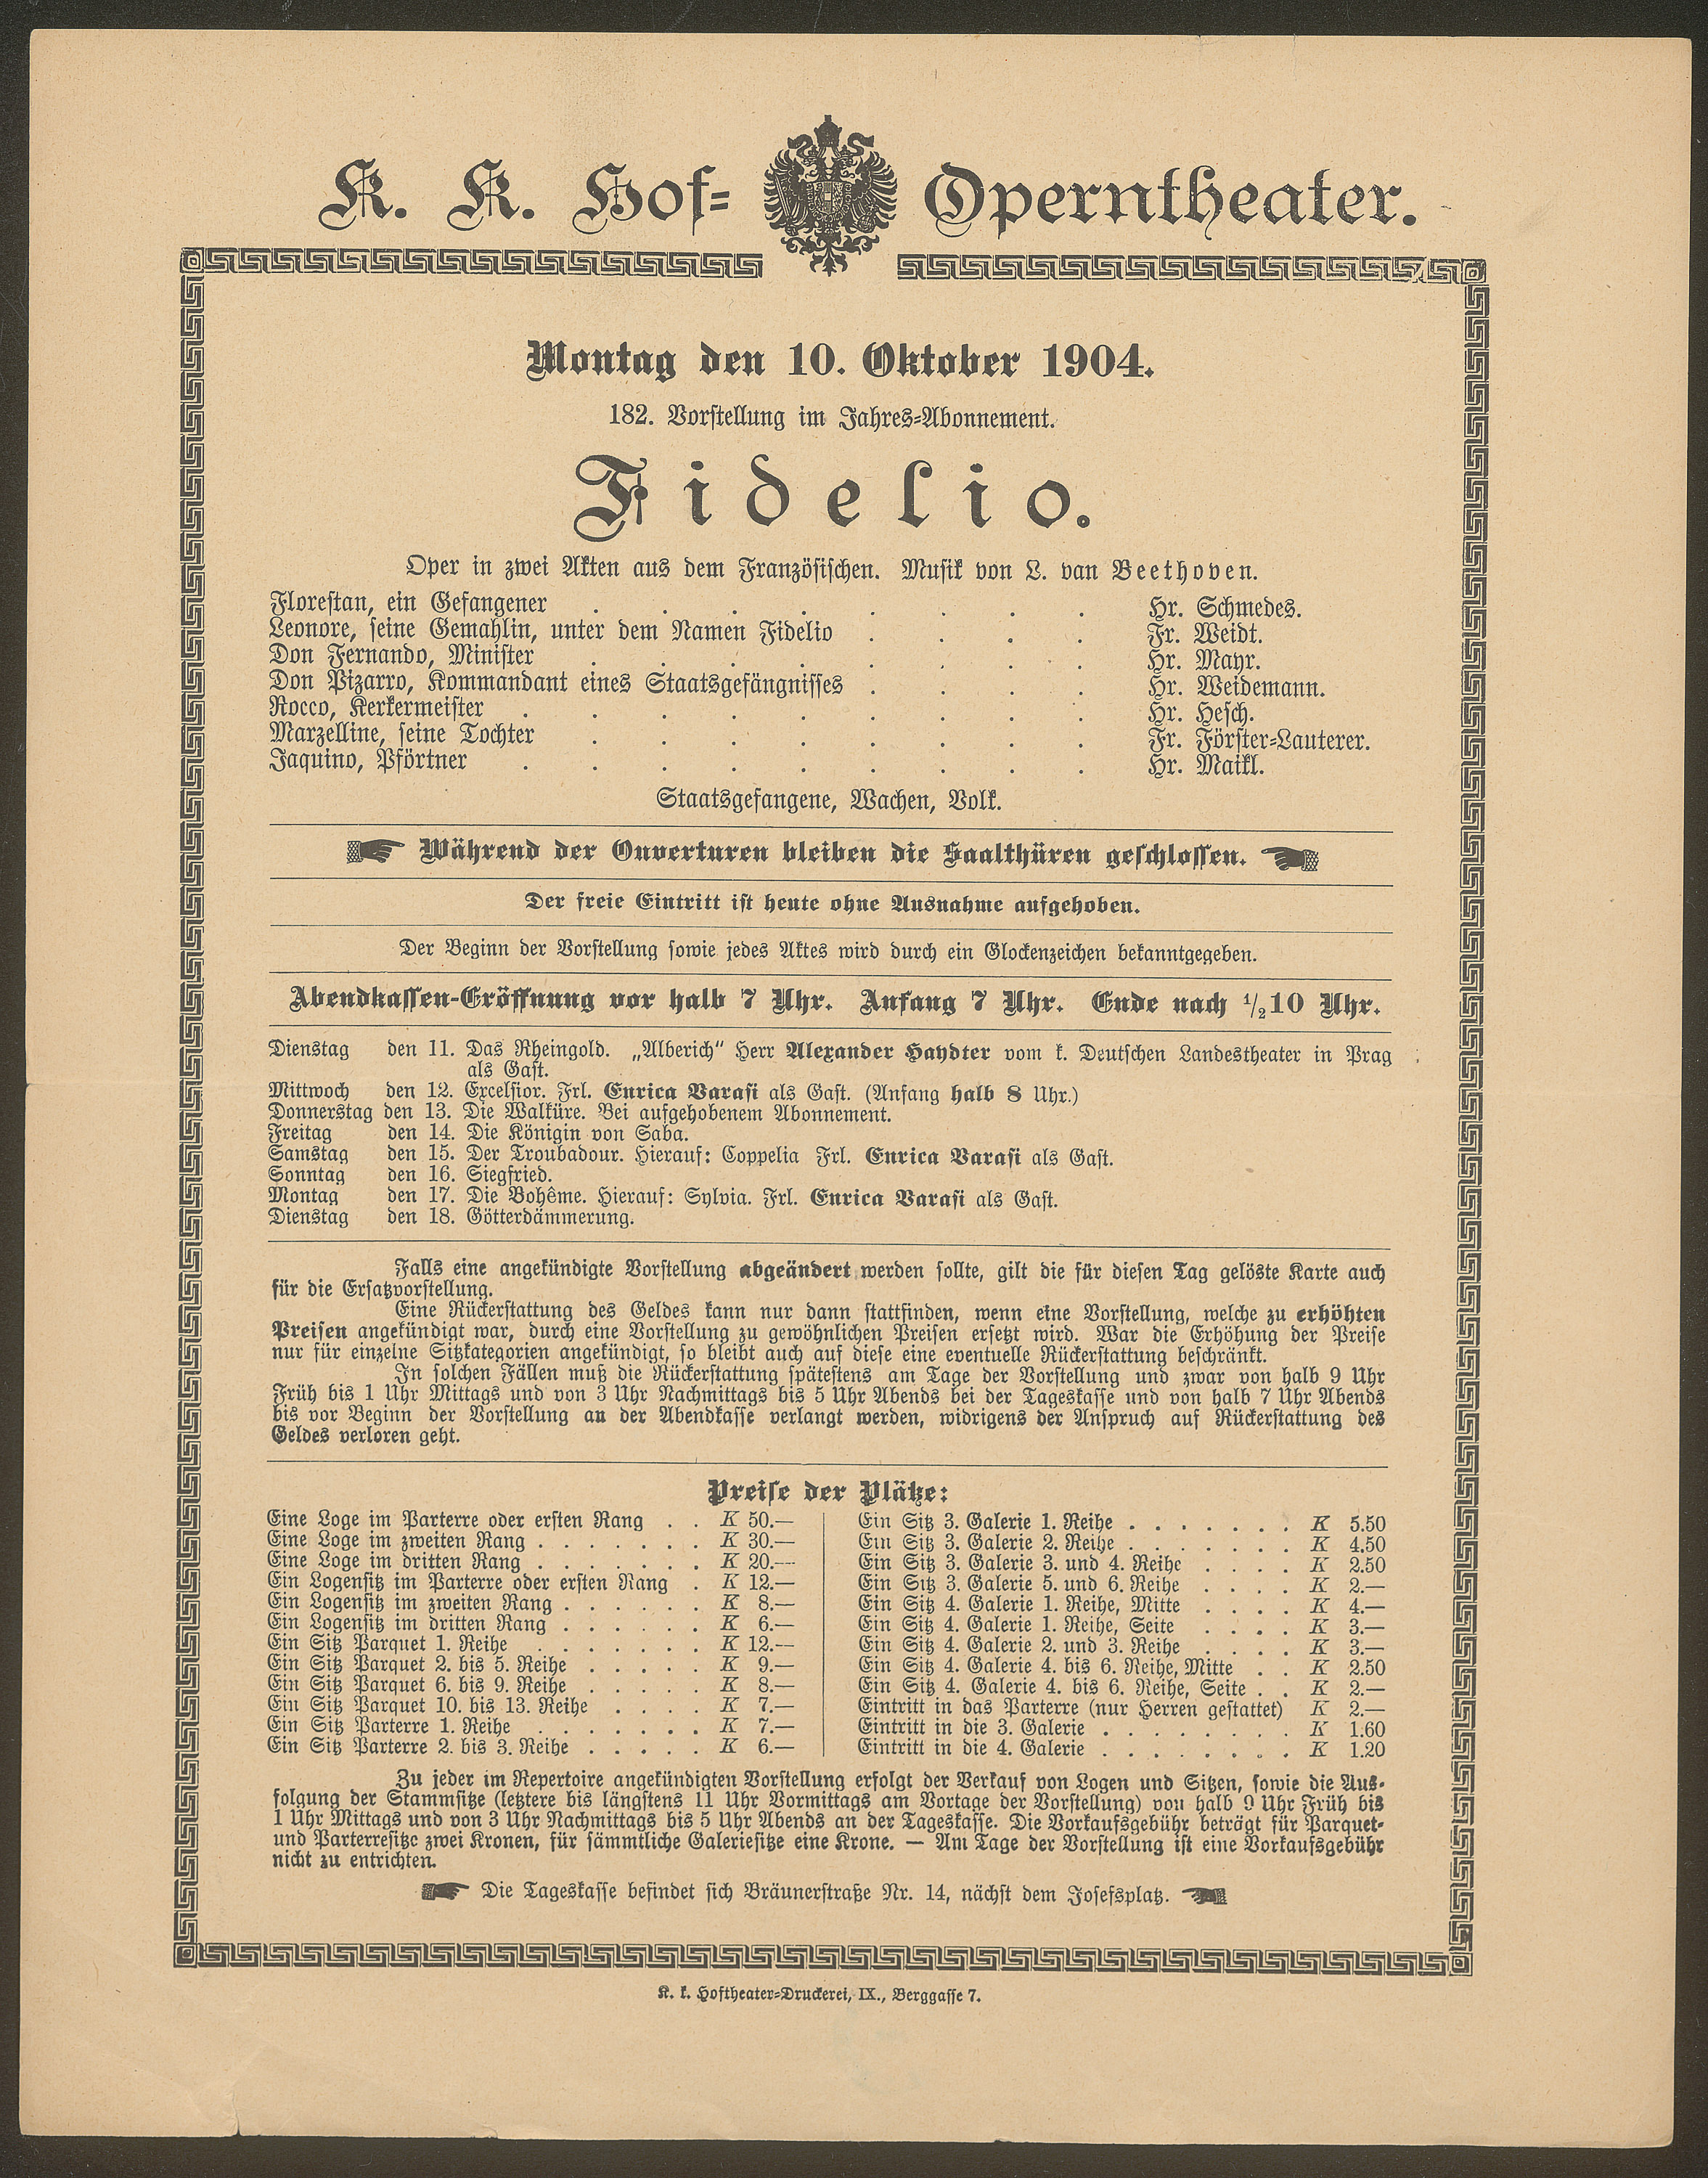 K. K. Hof-Operntheater.
Montag den 10. Oktober 1904.
182. Vorstellung im Jahres-Abonnement.
Fidelio.
Oper in zwei Akten aus dem Französischen. Musik von L. van Beethoven.
Florestan, ein Gefangener . . . . . . . . Hr. Schmedes.
Leonore, seine Gemahlin, unter dem Namen Fidelio . . . . Fr. Weidt.
Don Fernando, Minister . . . . . . . . Hr. Mayr.
Don Pizarro, Kommandant eines Staatsgefängnisses . . . . Hr. Weidemann.
Rocco, Kerkermeister . . . . . . . . . Hr. Hesch.
Marzelline, seine Tochter . . . . . . . . Fr. Förster-Lauterer.
Jaquino, Pförtner . . . . . . . . . Hr. Maikl.
Staatsgefangene, Wachen, Volk.
Während der Ouverturen bleiben die Saalthüren geschlossen.
Der freie Eintritt ist heute ohne Ausnahme aufgehoben.
Der Beginn der Vorstellung sowie jedes Aktes wird durch ein Glockenzeichen bekanntgegeben.
Abendkassen-Eröffnung vor halb 7 Uhr. Anfang 7 Uhr. Ende nach 1/2 10 Uhr.
Dienstag den 11. Das Rheingold. „Alberich“ Herr Alexander Haydter vom k. Deutschen Landestheater in Prag
als Gast.
Mittwoch den 12. Excelsior. Frl. Enrica Varasi als Gast. (Anfang halb 8 Uhr.)
Donnerstag den 13. Die Walküre. Bei aufgehobenem Abonnement.
Freitag den 14. Die Königin von Saba.
Samstag den 15. Der Troubadour. Hierauf: Coppelia Frl. Enrica Varasi als Gast.
Sonntag den 16. Siegfried.
Montag den 17. Die Bohême. Hierauf: Sylvia. Frl. Enrica Varasi als Gast.
Dienstag den 18. Götterdämmerung.
Falls eine angekündigte Vorstellung abgeändert werden sollte, gilt die für diesen Tag gelöste Karte auch
für die Ersatzvorstellung.
Eine Rückerstattung des Geldes kann nur dann stattfinden, wenn eine Vorstellung, welche zu erhöhten
Preisen angekündigt war, durch eine Vorstellung zu gewöhnlichen Preisen ersetzt wird. War die Erhöhung der Preise
nur für einzelne Sitzkategorien angekündigt, so bleibt auch auf diese eine eventuelle Rückerstattung beschränkt.
In solchen Fällen muß die Rückerstattung spätestens am Tage der Vorstellung und zwar von halb 9 Uhr
Früh bis 1 Uhr Mittags und von 3 Uhr Nachmittags bis 5 Uhr Abends bei der Tageskasse und von halb 7 Uhr Abends
bis vor Beginn der Vorstellung an der Abendkasse verlangt werden, widrigens der Anspruch auf Rückerstattung des
Geldes verloren geht.
Preise der Plätze:
Eine Loge im Parterre oder ersten Rang . . K 50.—
Eine Loge im zweiten Rang . . . . . . . K 30.—
Eine Loge im dritten Rang . . . . . . . K 20.—
Ein Logensitz im Parterre oder ersten Rang . K 12.—
Ein Logensitz im zweiten Rang . . . . . . K 8.—
Ein Logensitz im dritten Rang . . . . . . K 6.—
Ein Sitz Parquet 1. Reihe . . . . . . . K 12.—
Ein Sitz Parquet 2. bis 5. Reihe . . . . . K 9.—
Ein Sitz Parquet 6. bis 9. Reihe . . . . . K 8.—
Ein Sitz Parquet 10. bis 13. Reihe . . . . K 7.—
Ein Sitz Parterre 1. Reihe . . . . . . . K 7.—
Ein Sitz Parterre 2. bis 3. Reihe . . . . . K 6.—
Ein Sitz 3. Galerie 1. Reihe . . . . . . . K 5.50
Ein Sitz 3. Galerie 2. Reihe . . . . . . . K 4.50
Ein Sitz 3. Galerie 3. und 4. Reihe . . . . K 2.50
Ein Sitz 3. Galerie 5. und 6. Reihe . . . . K 2.—
Ein Sitz 4. Galerie 1. Reihe, Mitte . . . . K 4.—
Ein Sitz 4. Galerie 1. Reihe, Seite . . . . K 3.—
Ein Sitz 4. Galerie 2. und 3. Reihe . . . . K 3.—
Ein Sitz 4. Galerie 4. bis 6. Reihe, Mitte . . K 2.50
Ein Sitz 4. Galerie 4. bis 6. Reihe, Seite . . K 2.—
Eintritt in das Parterre (nur Herren gestattet) K 2.—
Eintritt in die 3. Galerie . . . . . . . . K 1.60
Eintritt in die 4. Galerie . . . . . . . . K 1.20
Zu jeder im Repertoire angekündigten Vorstellung erfolgt der Verkauf von Logen und Sitzen, sowie die Aus-
folgung der Stammsitze (letztere bis längstens 11 Uhr Vormittags am Vortage der Vorstellung) von halb 9 Uhr Früh bis
1 Uhr Mittags und von 3 Uhr Nachmittags bis 5 Uhr Abends an der Tageskasse. Die Vorkaufsgebühr beträgt für Parquet-
und Parterresitze zwei Kronen, für sämmtliche Galeriesitze eine Krone. — Am Tage der Vorstellung ist eine Vorkaufsgebühr
nicht zu entrichten.
Die Tageskasse befindet sich Bräunerstraße Nr. 14, nächst dem Josefsplatz.
K. k. Hoftheater-Druckerei, IX., Berggasse 7.